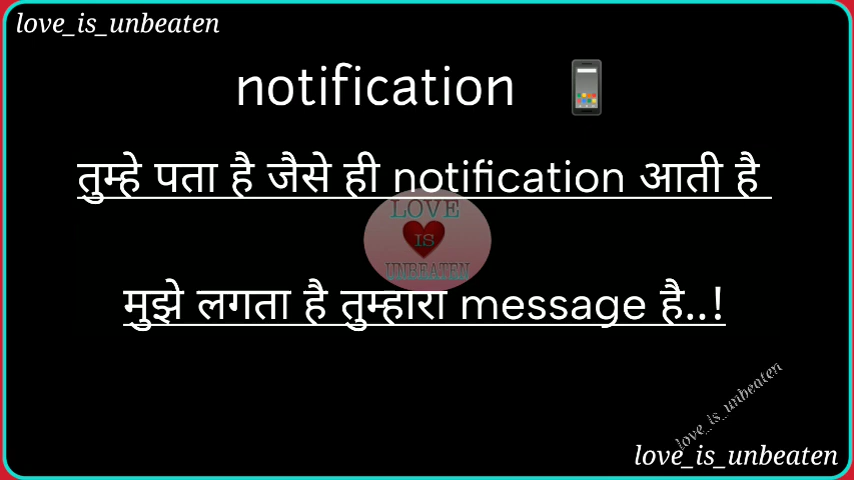 love_is_unbeaten
notification 📱
तुम्हे पता है जैसे ही notification आती है
LOVE
IS
UNBEATEN
मुझे लगता है तुम्हारा message है..!
love_is_unbeaten
love_is_unbeaten